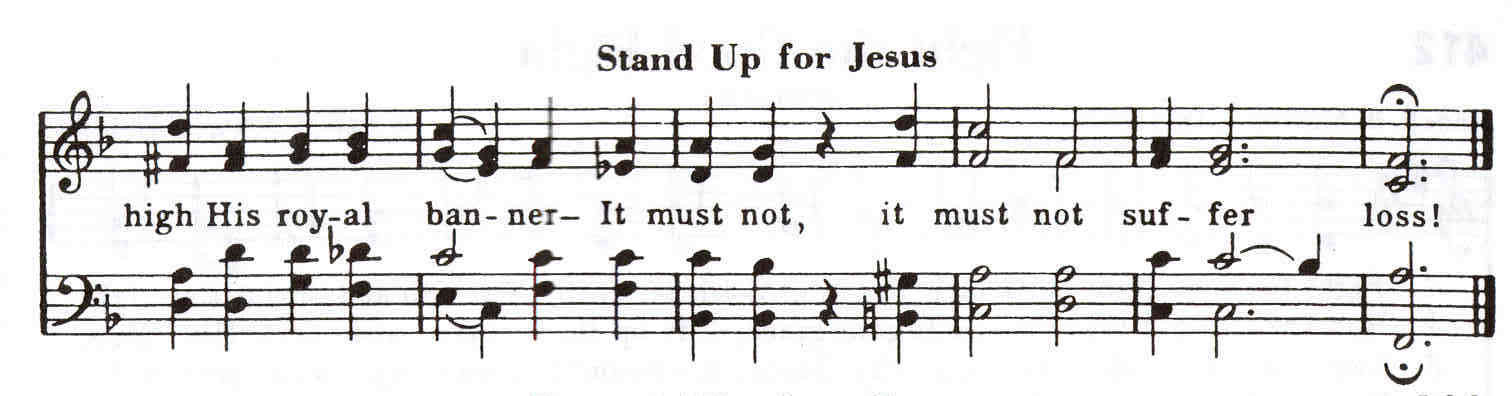 Stand Up for Jesus
high His roy-al ban-ner– It must not, it must not suf-fer loss!